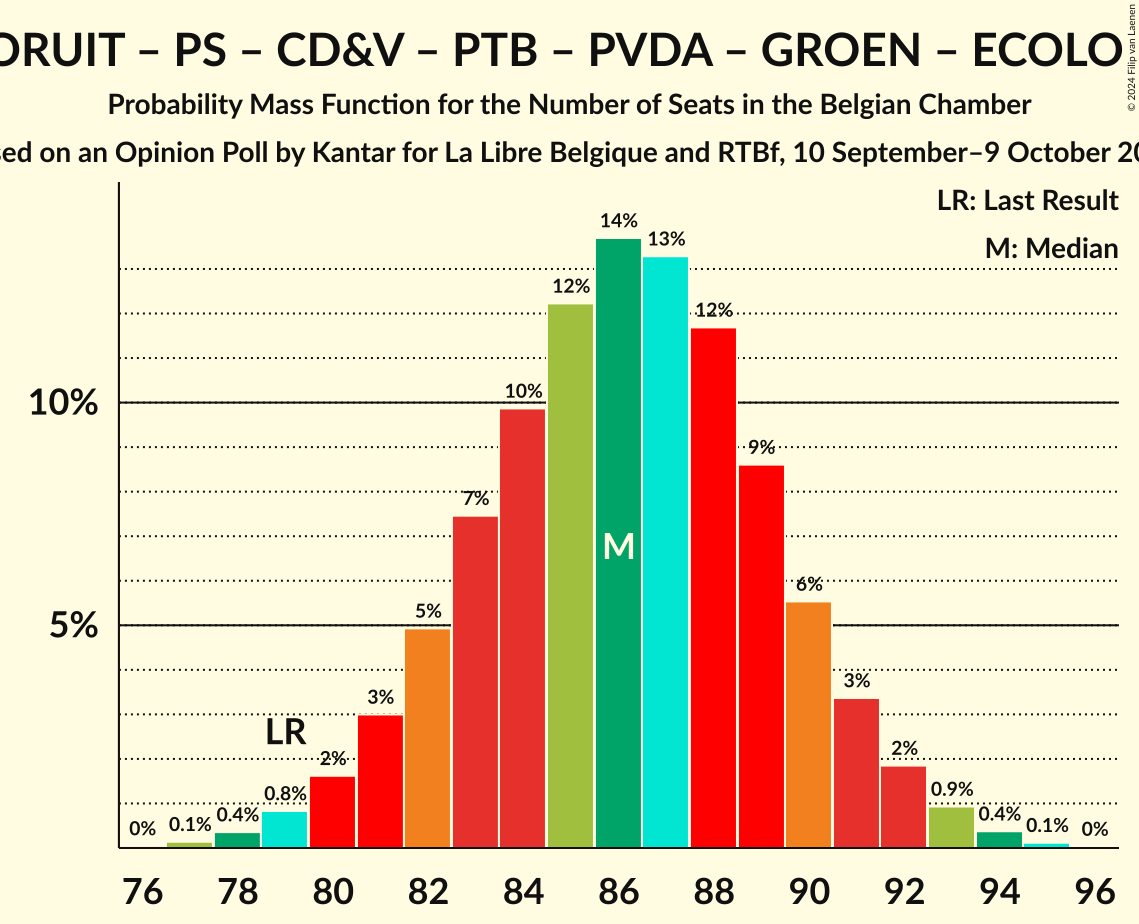 ORUIT – PS – CD&V – PTB – PVDA – GROEN – ECOLO
© 2024 Filip van Laenen
Probability Mass Function for the Number of Seats in the Belgian Chamber
sed on an Opinion Poll by Kantar for La Libre Belgique and RTBf, 10 September–9 October 20
LR: Last Result
M: Median
14%
13%
12%
12%
10%
10%
9%
7%
M
6%
5%
5%
3%
3%
LR
2%
2%
0.8%
0.9%
0% 0.1% 0.4%
0.4% 0.1% 0%
76 78 80 82 84 86 88 90 92 94 96